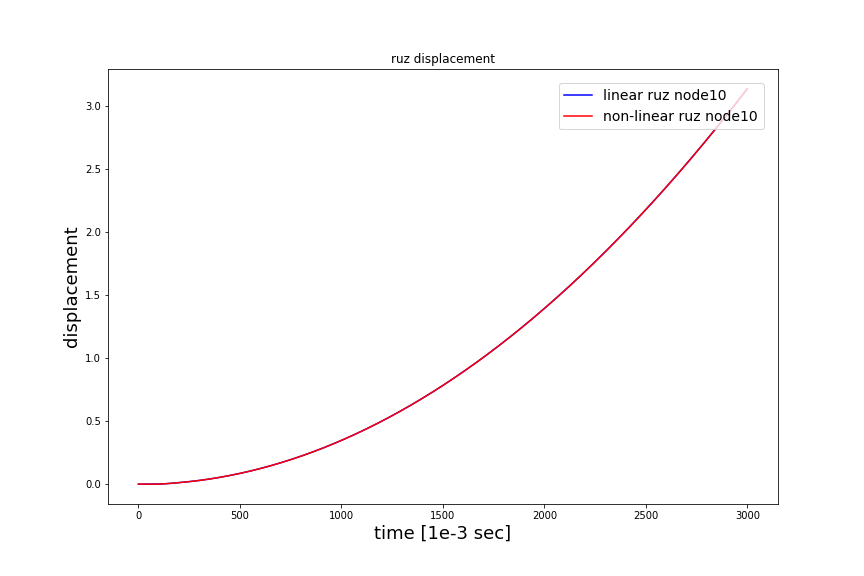 ruz displacement
linear ruz node10
non-linear ruz node10
displacement
3.0
2.5
2.0
1.5
1.0
0.5
0.0
0 500 1000 1500 2000 2500 3000
time [1e-3 sec]